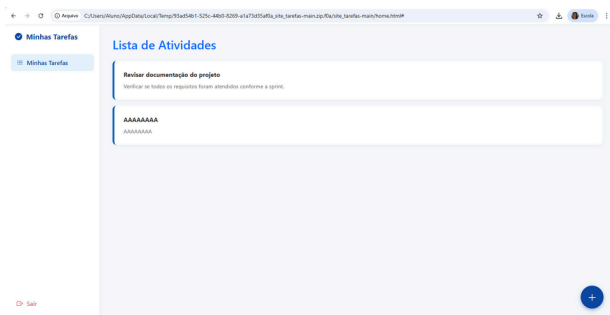 Arquivo C:/Users/Aluno/AppData/Local/Temp/93ad54b1-525c-44b0-8269-a1a73d35af0a_site_tarefas-main.zip.f0a/site_tarefas-main/home.html#
Escola
Minhas Tarefas
Minhas Tarefas
Lista de Atividades
Revisar documentação do projeto
Verificar se todos os requisitos foram atendidos conforme a sprint.
AAAAAAAA
AAAAAAAA
Sair